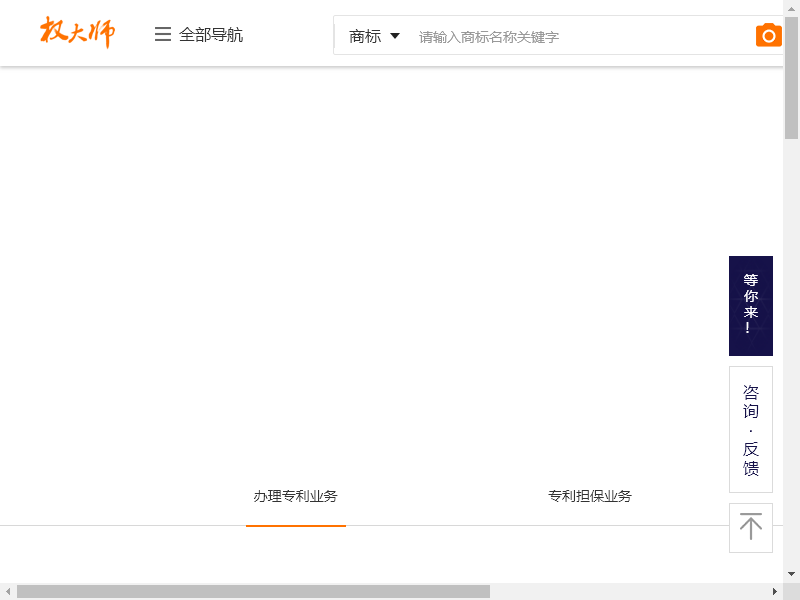 权大师
全部导航
商标
请输入商标名称关键字
等你来！
咨询·反馈
办理专利业务
专利担保业务